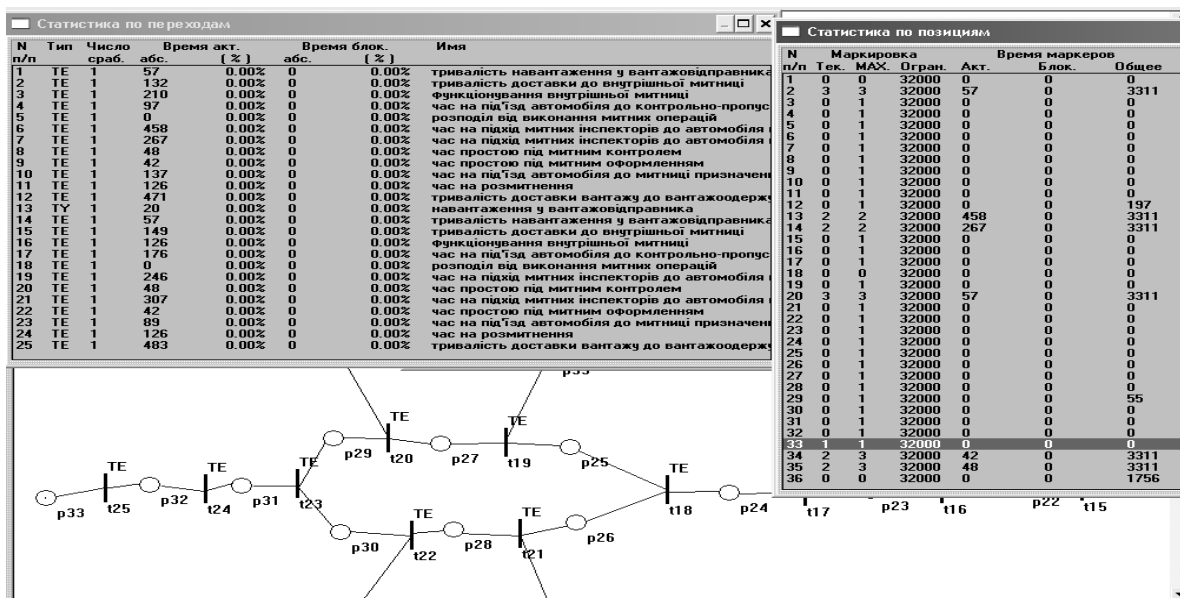 Статистика по переходам
N Тип Число Время акт. Время блок. Имя
п/п сраб. абс. ( % ) абс. ( % )
1 TE 1 57 0.00% 0 0.00% тривалість навантаження у вантажовідправника
2 TE 1 132 0.00% 0 0.00% тривалість доставки до внутрішньої митниці
3 TE 1 210 0.00% 0 0.00% функціонування внутрішньої митниці
4 TE 1 97 0.00% 0 0.00% час на під'їзд автомобіля до контрольно-пропус
5 TE 1 0 0.00% 0 0.00% розподіл від виконання митних операцій
6 TE 1 458 0.00% 0 0.00% час на підхід митних інспекторів до автомобіля
7 TE 1 267 0.00% 0 0.00% час на підхід митних інспекторів до автомобіля
8 TE 1 48 0.00% 0 0.00% час простою під митним контролем
9 TE 1 42 0.00% 0 0.00% час простою під митним оформленням
10 TE 1 137 0.00% 0 0.00% час на під'їзд автомобіля до митниці призначен
11 TE 1 126 0.00% 0 0.00% час на розмитнення
12 TE 1 471 0.00% 0 0.00% тривалість доставки вантажу до вантажоодерж
13 TY 1 20 0.00% 0 0.00% навантаження у вантажовідправника
14 TE 1 57 0.00% 0 0.00% тривалість навантаження у вантажовідправника
15 TE 1 149 0.00% 0 0.00% тривалість доставки до внутрішньої митниці
16 TE 1 126 0.00% 0 0.00% функціонування внутрішньої митниці
17 TE 1 176 0.00% 0 0.00% час на під'їзд автомобіля до контрольно-пропус
18 TE 1 0 0.00% 0 0.00% розподіл від виконання митних операцій
19 TE 1 246 0.00% 0 0.00% час на підхід митних інспекторів до автомобіля
20 TE 1 48 0.00% 0 0.00% час простою під митним контролем
21 TE 1 307 0.00% 0 0.00% час на підхід митних інспекторів до автомобіля
22 TE 1 42 0.00% 0 0.00% час простою під митним оформленням
23 TE 1 89 0.00% 0 0.00% час на під'їзд автомобіля до митниці призначен
24 TE 1 126 0.00% 0 0.00% час на розмитнення
25 TE 1 483 0.00% 0 0.00% тривалість доставки вантажу до вантажоодерж
Статистика по позициям
N Маркировка Время маркеров
п/п Тек. MAX. Огран. Акт. Блок. Общее
1 0 0 32000 0 0 0
2 3 3 32000 57 0 3311
3 0 1 32000 0 0 0
4 0 1 32000 0 0 0
5 0 1 32000 0 0 0
6 0 1 32000 0 0 0
7 0 1 32000 0 0 0
8 0 1 32000 0 0 0
9 0 1 32000 0 0 0
10 0 1 32000 0 0 0
11 0 1 32000 0 0 0
12 0 1 32000 0 0 197
13 2 2 32000 458 0 3311
14 2 2 32000 267 0 3311
15 0 1 32000 0 0 0
16 0 1 32000 0 0 0
17 0 1 32000 0 0 0
18 0 0 32000 0 0 0
19 0 1 32000 0 0 0
20 3 3 32000 57 0 3311
21 0 1 32000 0 0 0
22 0 1 32000 0 0 0
23 0 1 32000 0 0 0
24 0 1 32000 0 0 0
25 0 1 32000 0 0 0
26 0 1 32000 0 0 0
27 0 1 32000 0 0 0
28 0 1 32000 0 0 0
29 0 1 32000 0 0 55
30 0 1 32000 0 0 0
31 0 1 32000 0 0 0
32 0 1 32000 0 0 0
33 1 1 32000 0 0 0
34 2 3 32000 42 0 3311
35 2 3 32000 48 0 3311
36 0 0 32000 0 0 1756
TE TE
p29 t20 p27 t19 p25
TE TE TE TE
p33 t25 p32 t24 p31 t23 t18 p24 t17 p23 t16 p22 t15
TE TE
p30 t22 p28 t21 p26